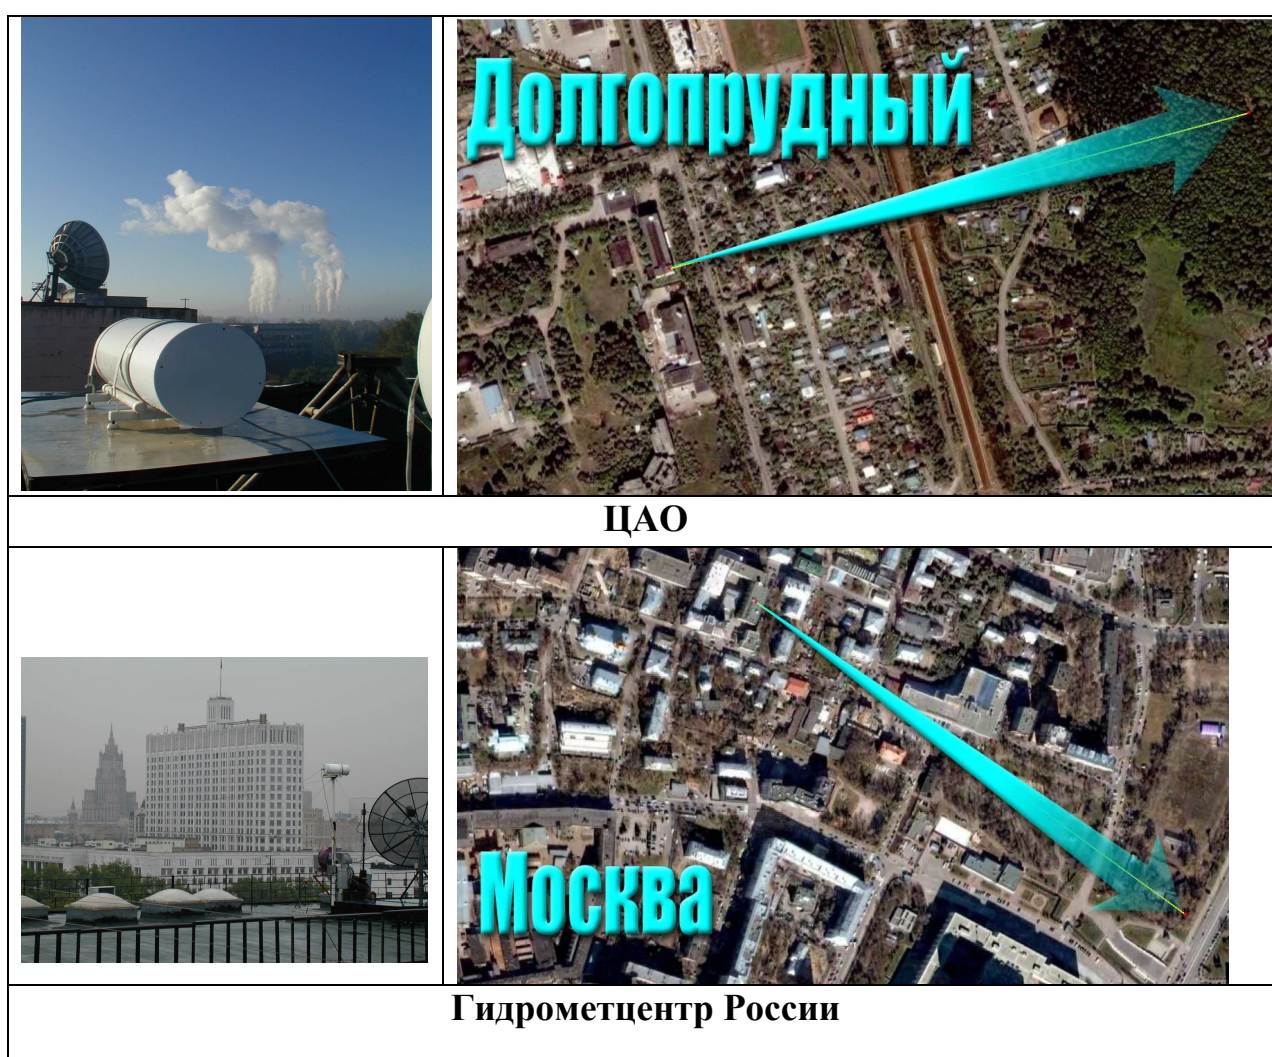 Долгопрудный
ЦАО
Москва
Гидрометцентр России